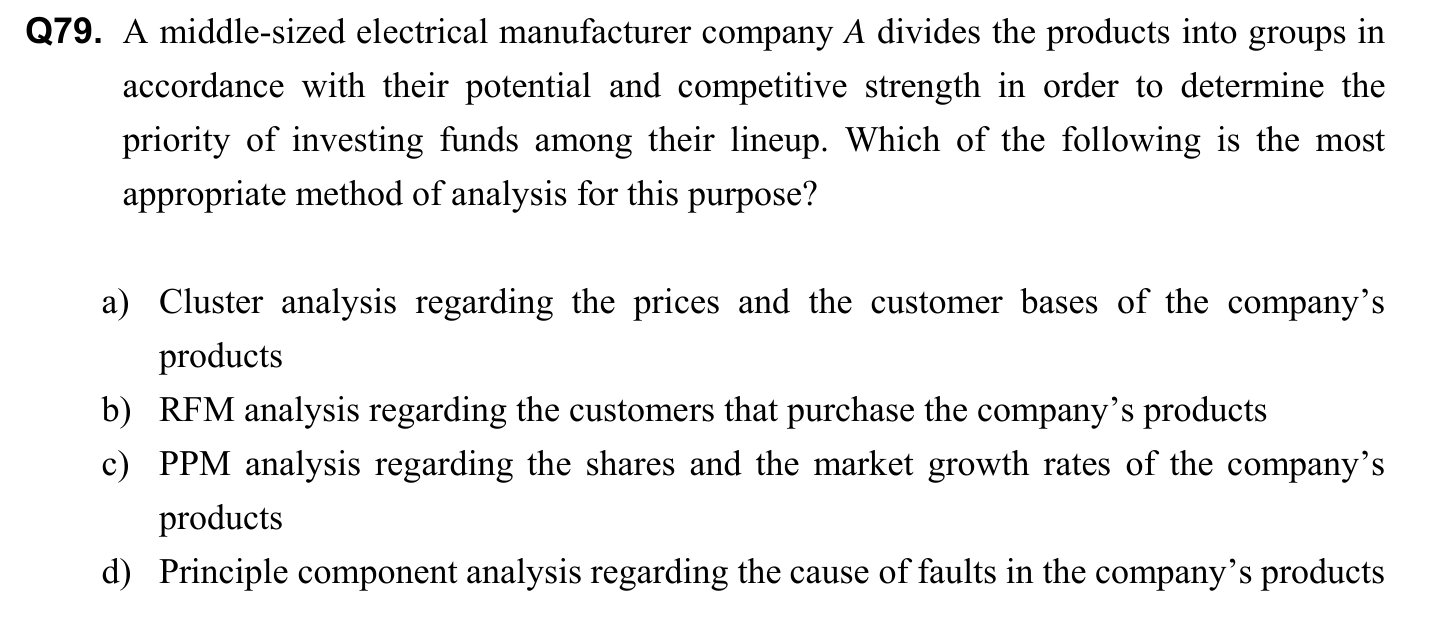 Q79. A middle-sized electrical manufacturer company A divides the products into groups in
accordance with their potential and competitive strength in order to determine the
priority of investing funds among their lineup. Which of the following is the most
appropriate method of analysis for this purpose?
a) Cluster analysis regarding the prices and the customer bases of the company’s
products
b) RFM analysis regarding the customers that purchase the company’s products
c) PPM analysis regarding the shares and the market growth rates of the company’s
products
d) Principle component analysis regarding the cause of faults in the company’s products